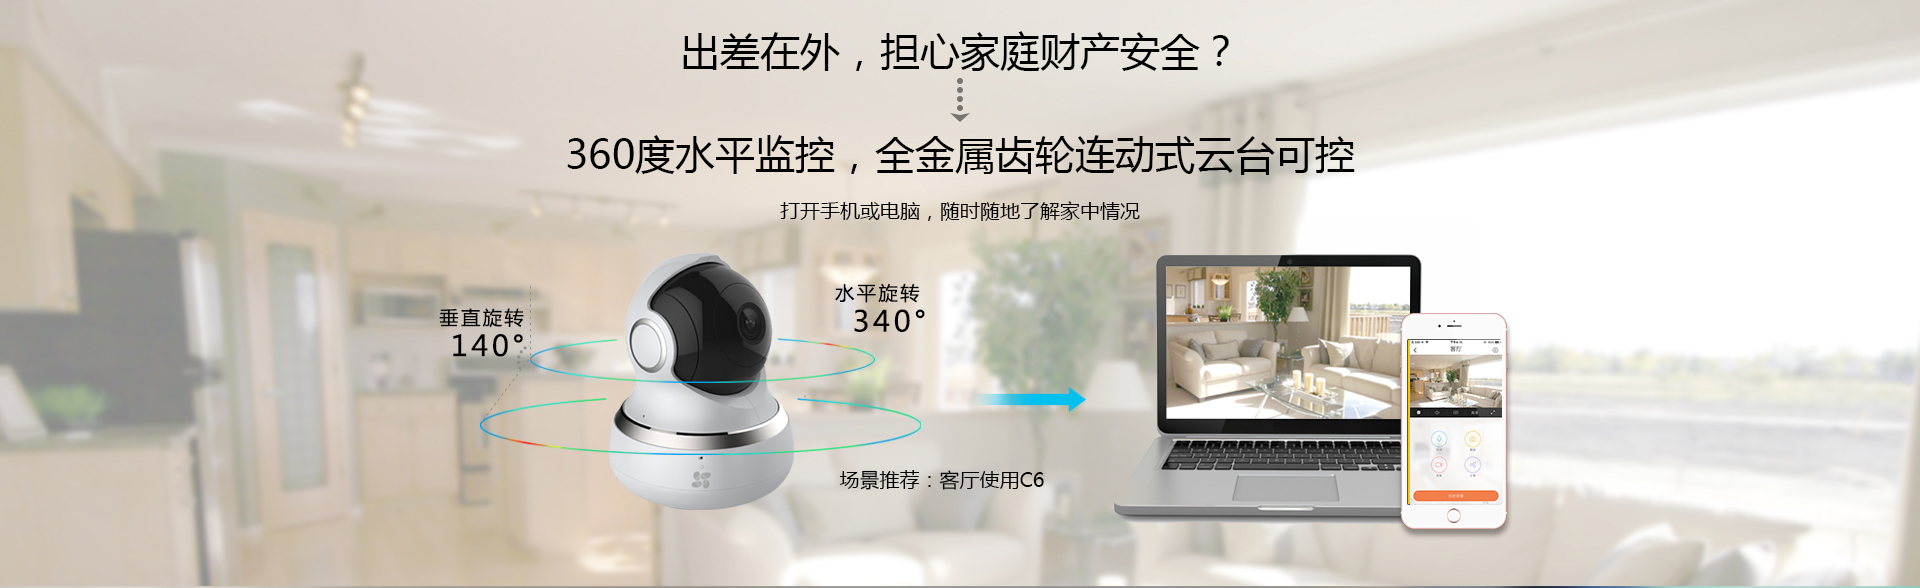 出差在外，担心家庭财产安全？
360度水平监控，全金属齿轮连动式云台可控
打开手机或电脑，随时随地了解家中情况
水平旋转
340°
垂直旋转
140°
客厅
场景推荐：客厅使用C6